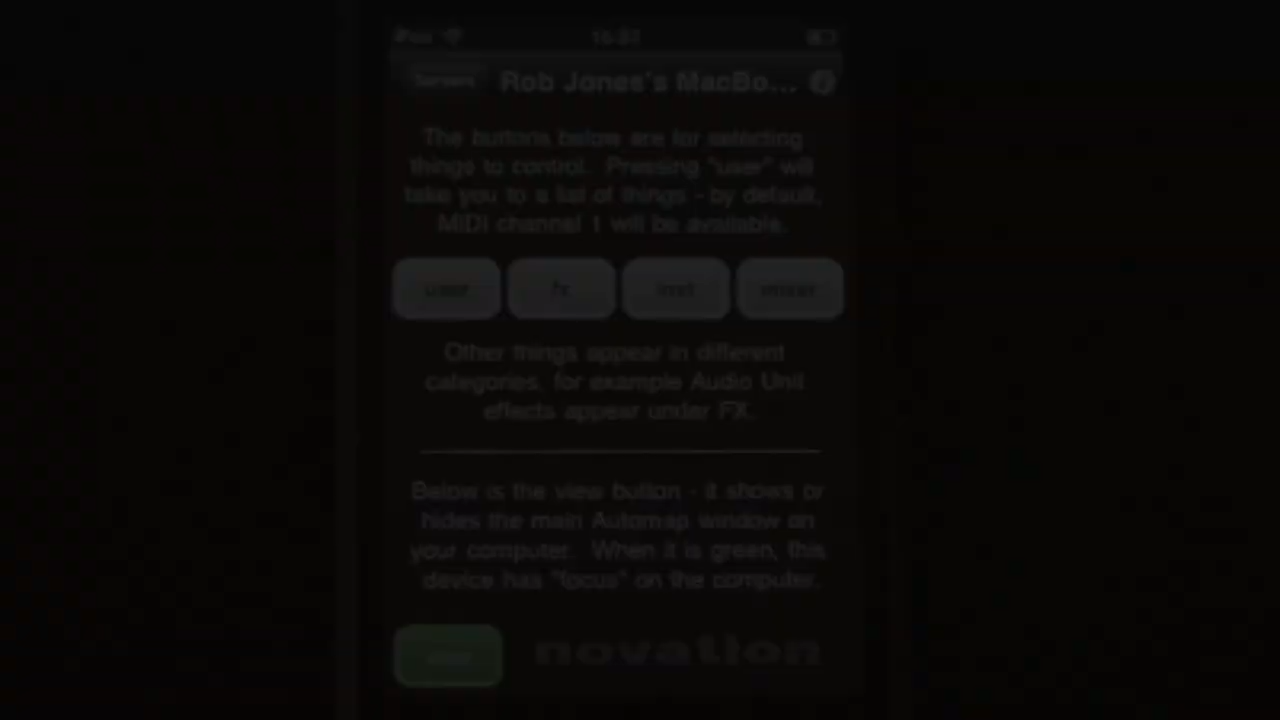 iPod
Servers
Rob Jones's MacBo...
The buttons below are for selecting
things to control. Pressing "user" will
take you to a list of things - by default,
MIDI channel 1 will be available.
user fx inst mixer
Other things appear in different
categories, for example Audio Unit
effects appear under FX.
Below is the view button - it shows or
hides the main Automap window on
your computer. When it is green, this
device has "focus" on the computer.
view
novation